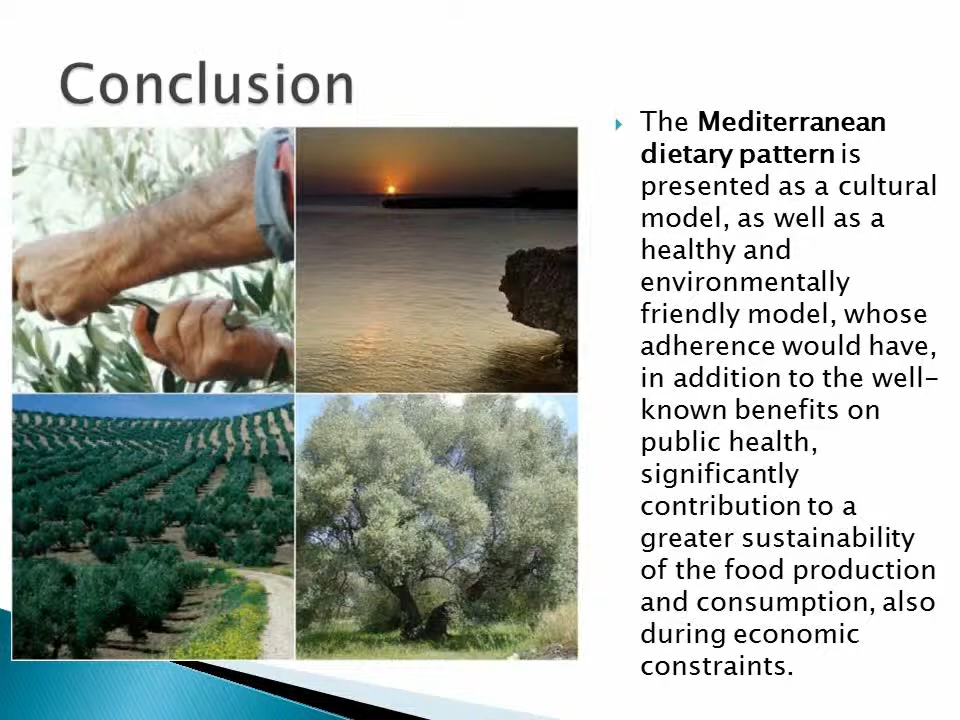 Conclusion
The Mediterranean
dietary pattern is
presented as a cultural
model, as well as a
healthy and
environmentally
friendly model, whose
adherence would have,
in addition to the well-
known benefits on
public health,
significantly
contribution to a
greater sustainability
of the food production
and consumption, also
during economic
constraints.